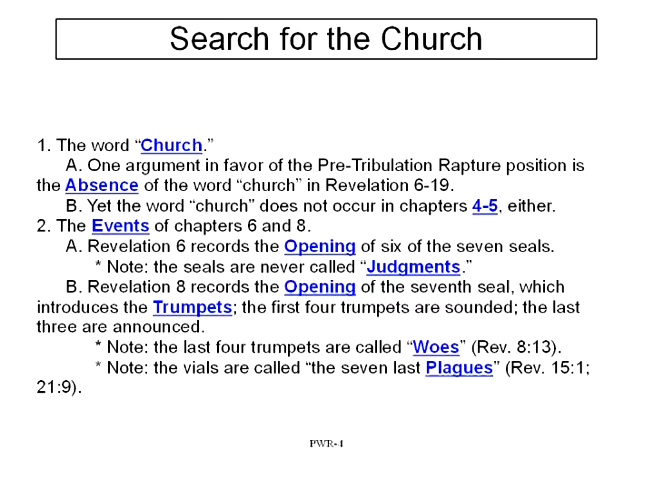 Search for the Church
1. The word “Church.”
A. One argument in favor of the Pre-Tribulation Rapture position is
the Absence of the word “church” in Revelation 6-19.
B. Yet the word “church” does not occur in chapters 4-5, either.
2. The Events of chapters 6 and 8.
A. Revelation 6 records the Opening of six of the seven seals.
* Note: the seals are never called “Judgments.”
B. Revelation 8 records the Opening of the seventh seal, which
introduces the Trumpets; the first four trumpets are sounded; the last
three are announced.
* Note: the last four trumpets are called “Woes” (Rev. 8:13).
* Note: the vials are called “the seven last Plagues” (Rev. 15:1;
21:9).
PWR-4